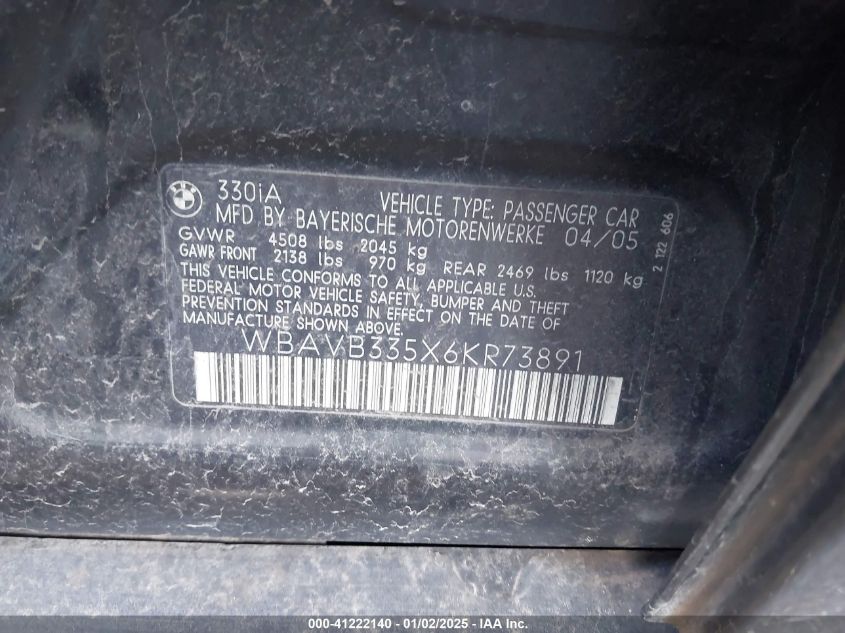 330iA VEHICLE TYPE: PASSENGER CAR
MFD BY BAYERISCHE MOTORENWERKE 04/05
GVWR 4508 lbs 2045 kg
GAWR FRONT 2138 lbs 970 kg REAR 2469 lbs 1120 kg
THIS VEHICLE CONFORMS TO ALL APPLICABLE U.S.
FEDERAL MOTOR VEHICLE SAFETY, BUMPER AND THEFT
PREVENTION STANDARDS IN EFFECT ON THE DATE OF
MANUFACTURE SHOWN ABOVE.
WBAVB335X6KR73891
2 122 606
BMW
000-41222140 - 01/02/2025 - IAA Inc.